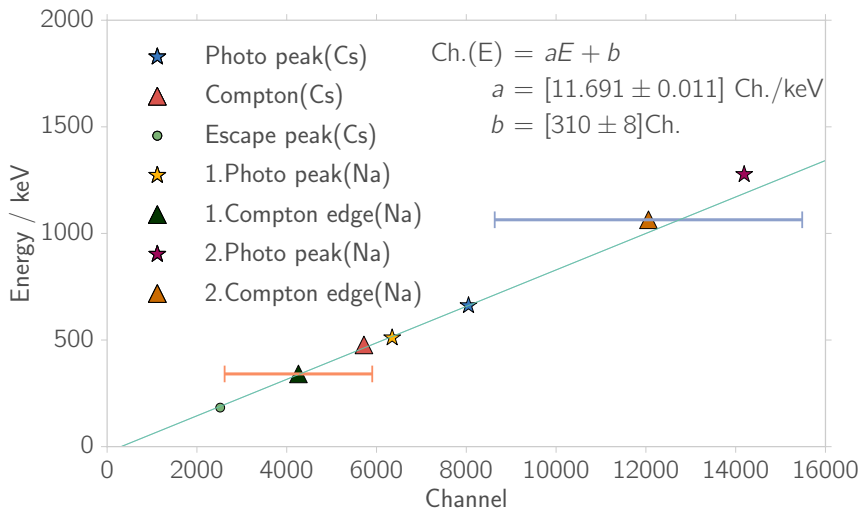 2000
1500
1000
500
0
Energy / keV
Photo peak(Cs)
Compton(Cs)
Escape peak(Cs)
1.Photo peak(Na)
1.Compton edge(Na)
2.Photo peak(Na)
2.Compton edge(Na)
Ch.(E) = aE + b
a = [11.691 ± 0.011] Ch./keV
b = [310 ± 8]Ch.
0 2000 4000 6000 8000 10000 12000 14000 16000
Channel